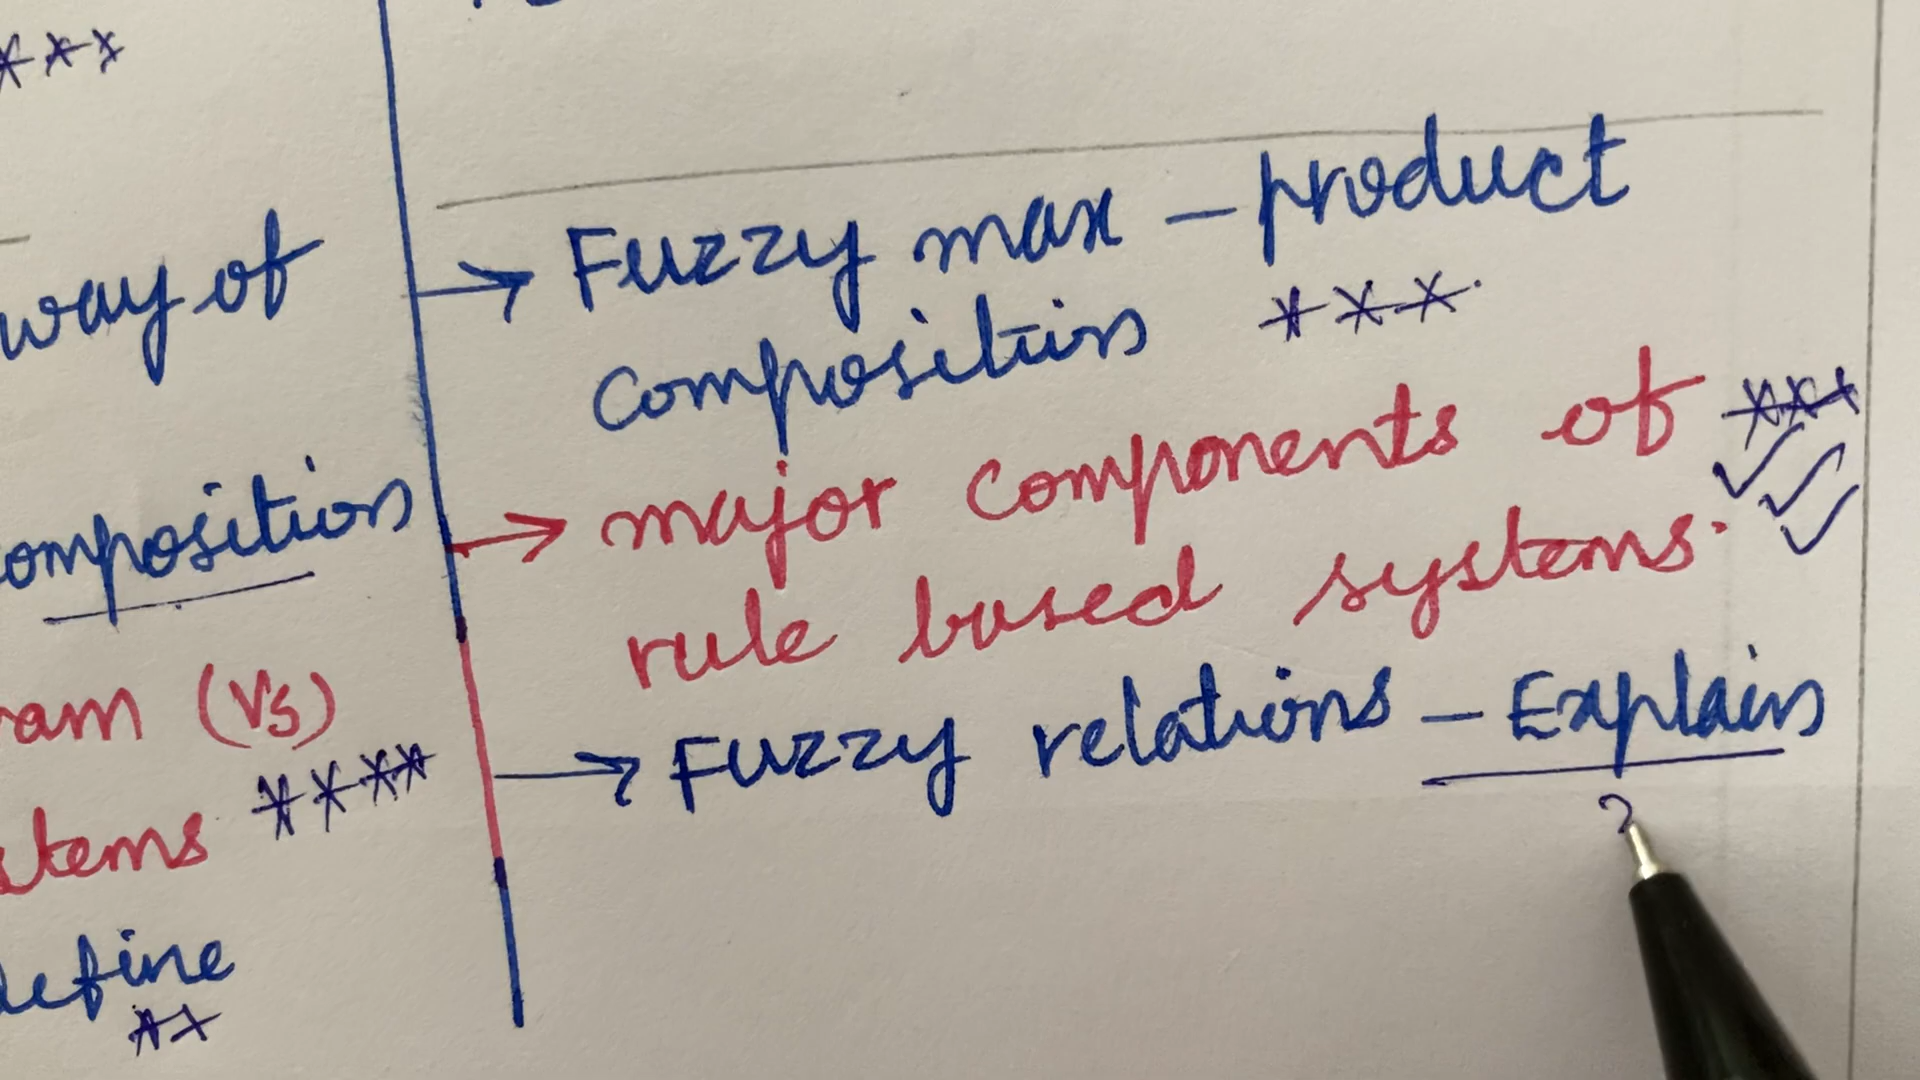 way of
omposition
ram (VS)
stems ****
define
**
→ Fuzzy max – product
composition ***
→ major components of ***
rule based systems.
→ Fuzzy relations – Explain
?